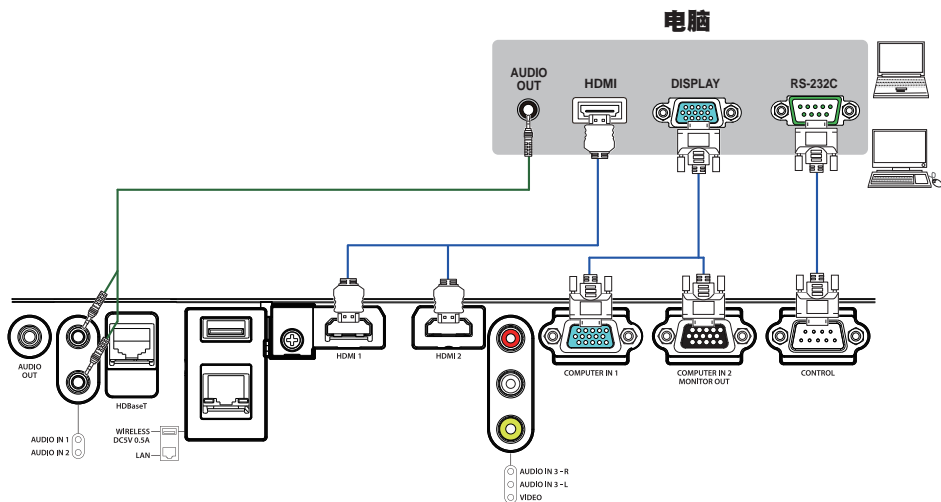 电脑
AUDIO
OUT
HDMI
DISPLAY
RS-232C
AUDIO
OUT
HDBaseT
HDMI 1
HDMI 2
COMPUTER IN 1
COMPUTER IN 2
MONITOR OUT
CONTROL
AUDIO IN 1
AUDIO IN 2
WIRELESS
DC5V 0.5A
LAN
AUDIO IN 3 - R
AUDIO IN 3 - L
VIDEO